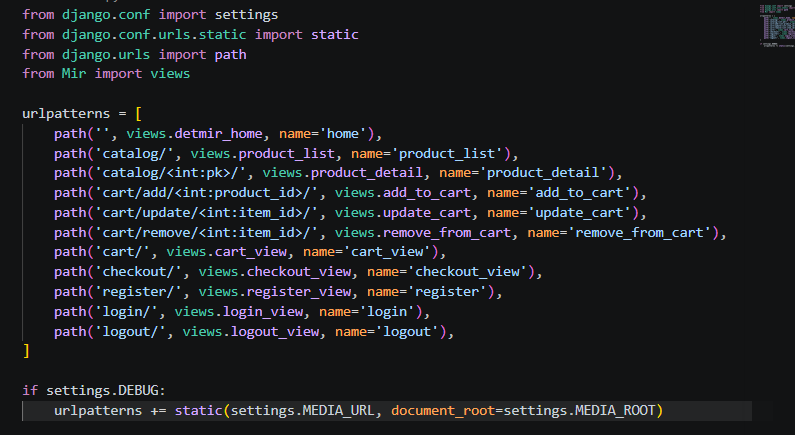 from django.conf import settings
from django.conf.urls.static import static
from django.urls import path
from Mir import views

urlpatterns = [
    path('', views.detmir_home, name='home'),
    path('catalog/', views.product_list, name='product_list'),
    path('catalog/<int:pk>/', views.product_detail, name='product_detail'),
    path('cart/add/<int:product_id>/', views.add_to_cart, name='add_to_cart'),
    path('cart/update/<int:item_id>/', views.update_cart, name='update_cart'),
    path('cart/remove/<int:item_id>/', views.remove_from_cart, name='remove_from_cart'),
    path('cart/', views.cart_view, name='cart_view'),
    path('checkout/', views.checkout_view, name='checkout_view'),
    path('register/', views.register_view, name='register'),
    path('login/', views.login_view, name='login'),
    path('logout/', views.logout_view, name='logout'),
]

if settings.DEBUG:
    urlpatterns += static(settings.MEDIA_URL, document_root=settings.MEDIA_ROOT)